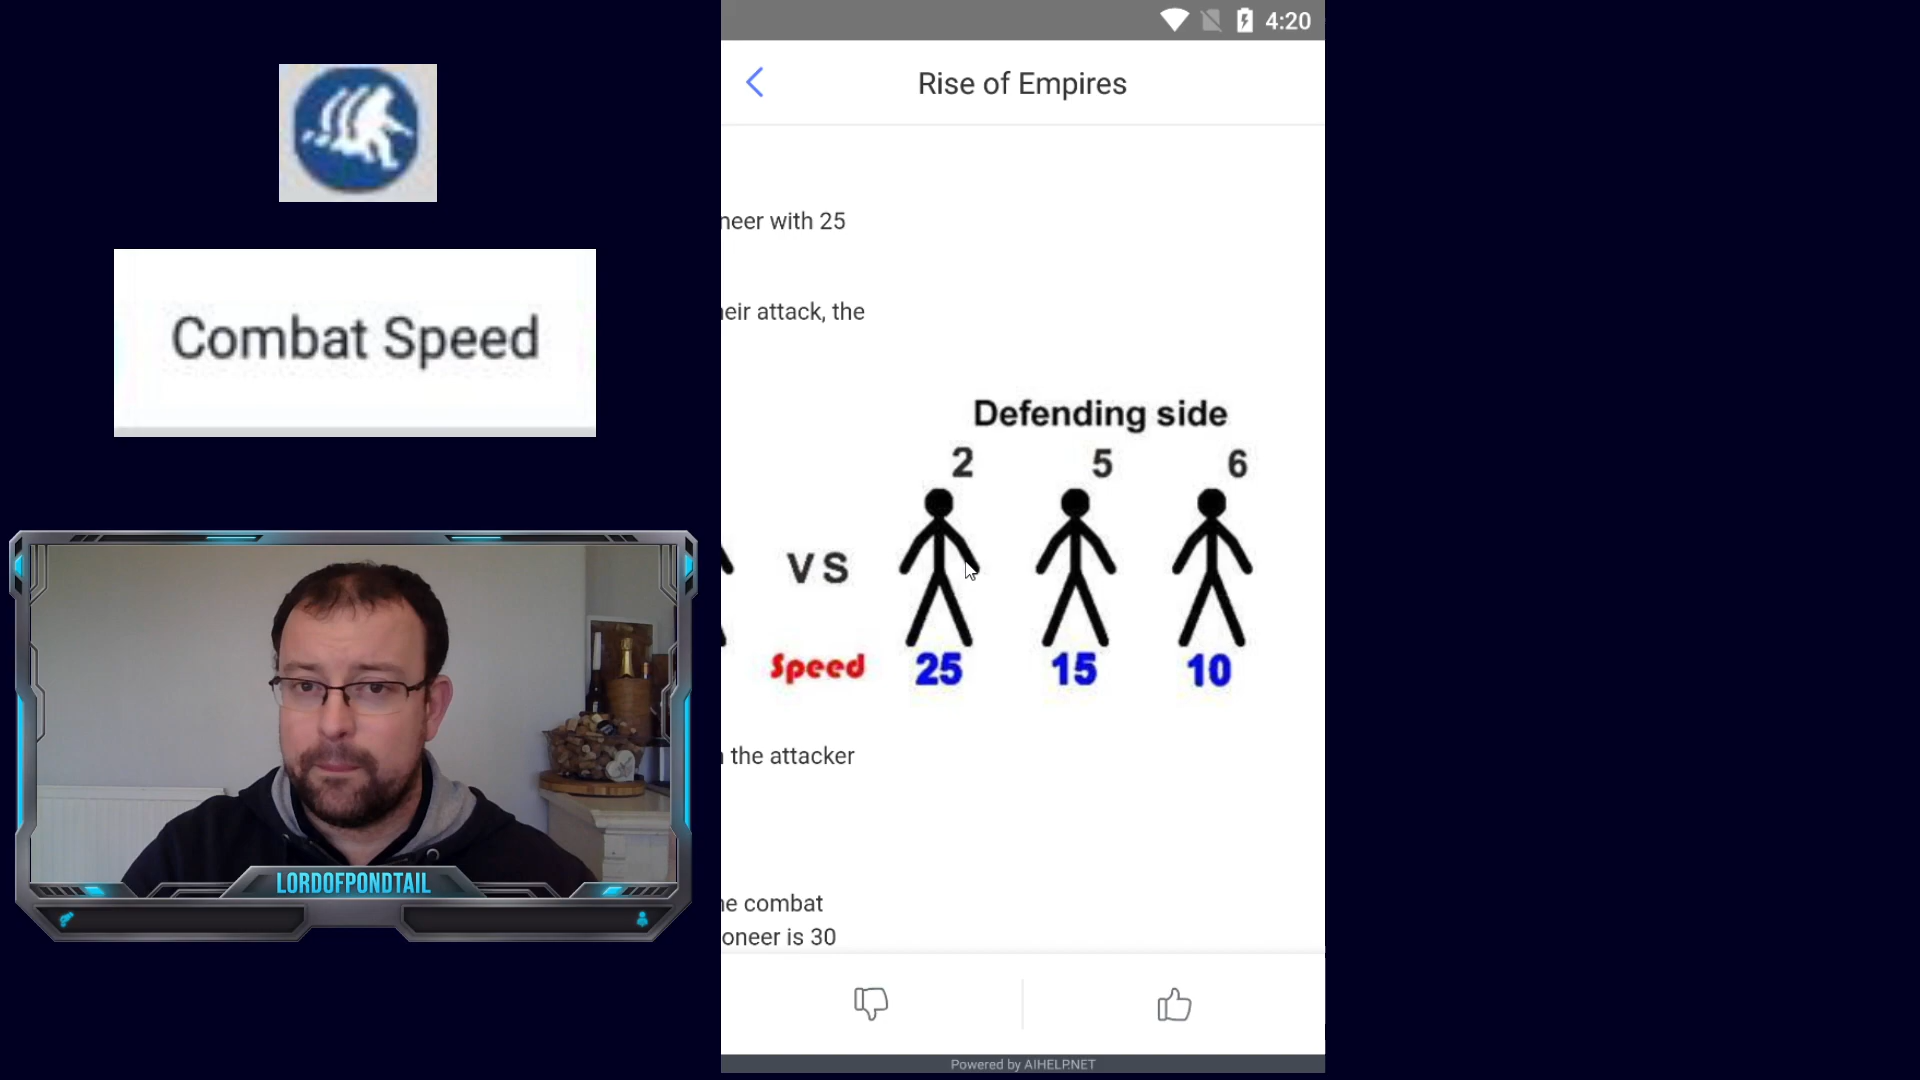 4:20
Rise of Empires
neer with 25
eir attack, the
Combat Speed
Defending side
2 5 6
VS
Speed 25 15 10
the attacker
LORDOFPONDTAIL
e combat
oneer is 30
Powered by AIHELP.NET